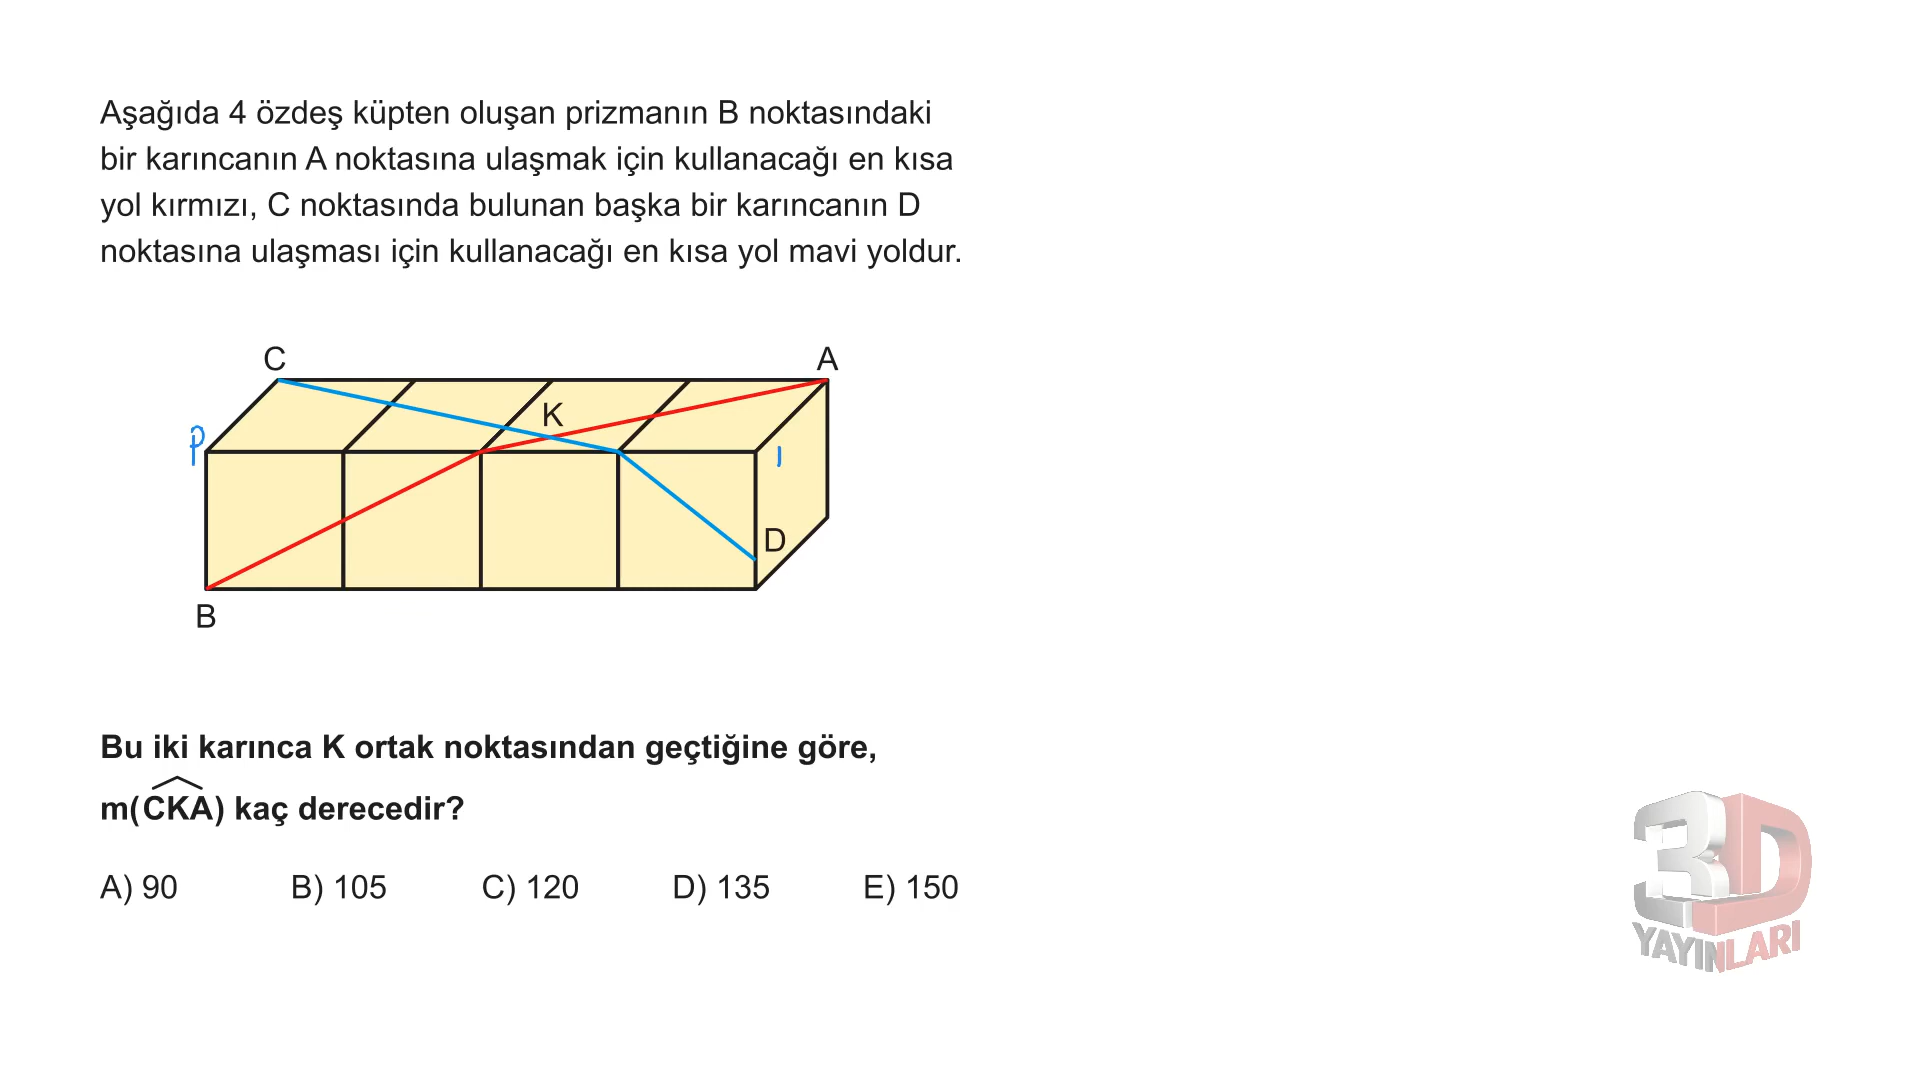 Aşağıda 4 özdeş küpten oluşan prizmanın B noktasındaki
bir karıncanın A noktasına ulaşmak için kullanacağı en kısa
yol kırmızı, C noktasında bulunan başka bir karıncanın D
noktasına ulaşması için kullanacağı en kısa yol mavi yoldur.
C A
K
P ı
D
B
Bu iki karınca K ortak noktasından geçtiğine göre,
m(CKA) kaç derecedir?
A) 90 B) 105 C) 120 D) 135 E) 150
3D
YAYINLARI